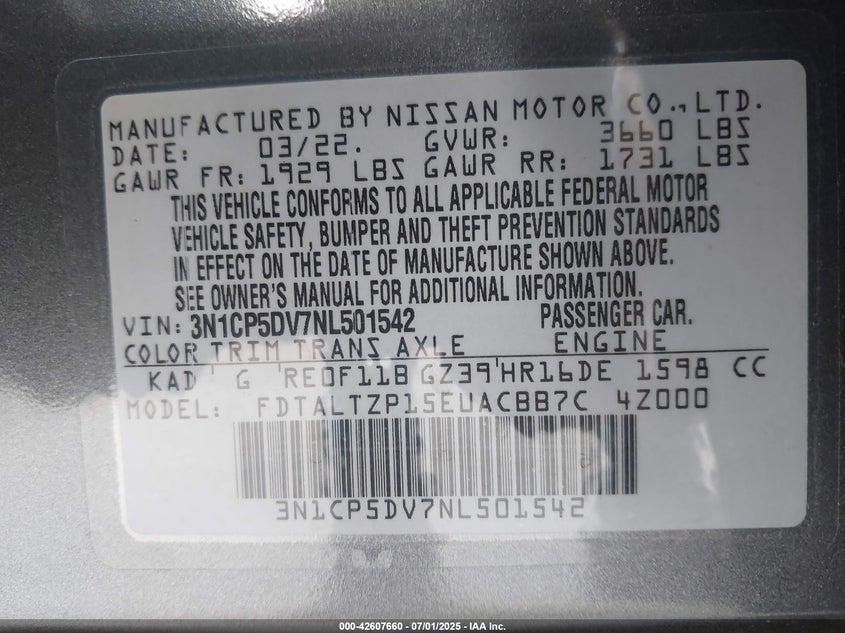 MANUFACTURED BY NISSAN MOTOR CO., LTD.
DATE: 03/22. GVWR: 3660 LBS
GAWR FR: 1929 LBS GAWR RR: 1731 LBS
THIS VEHICLE CONFORMS TO ALL APPLICABLE FEDERAL MOTOR
VEHICLE SAFETY, BUMPER AND THEFT PREVENTION STANDARDS
IN EFFECT ON THE DATE OF MANUFACTURE SHOWN ABOVE.
SEE OWNER'S MANUAL FOR ADDITIONAL INFORMATION.
VIN: 3N1CP5DV7NL501542 PASSENGER CAR.
COLOR TRIM TRANS AXLE ENGINE
KAD G RE0F11B GZ39 HR16DE 1598 CC
MODEL: FDTALTZP15EUACBB7C 4Z000
3N1CP5DV7NL501542
000-42607660 - 07/01/2025 - IAA Inc.